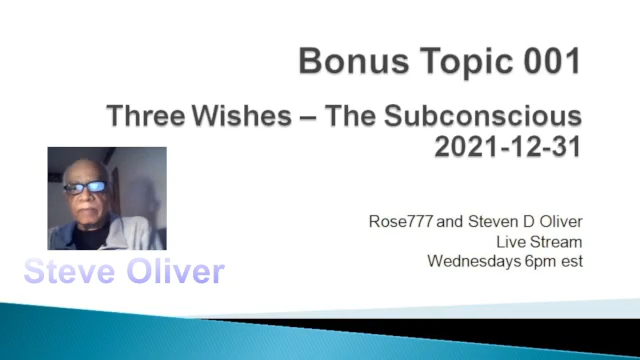 Bonus Topic 001
Three Wishes – The Subconscious
2021-12-31
Rose777 and Steven D Oliver
Live Stream
Wednesdays 6pm est
Steve Oliver